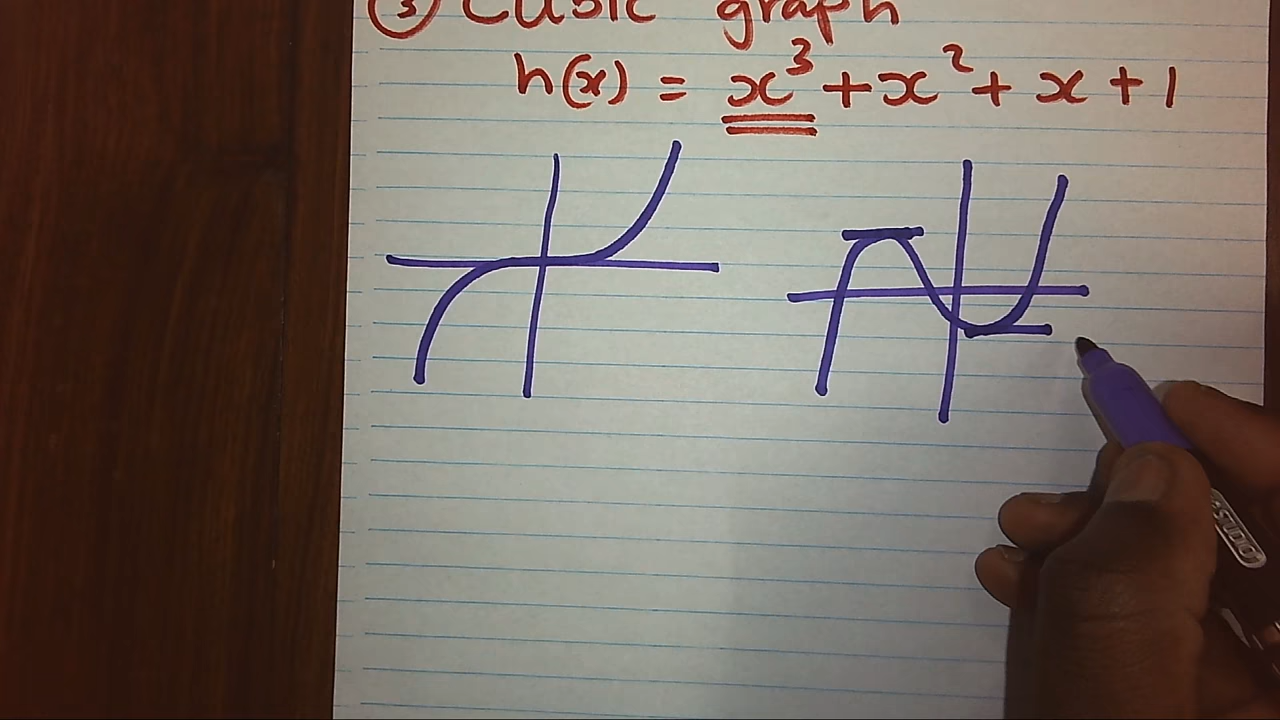 ③ Cubic graph
h(x) = x³ + x² + x + 1